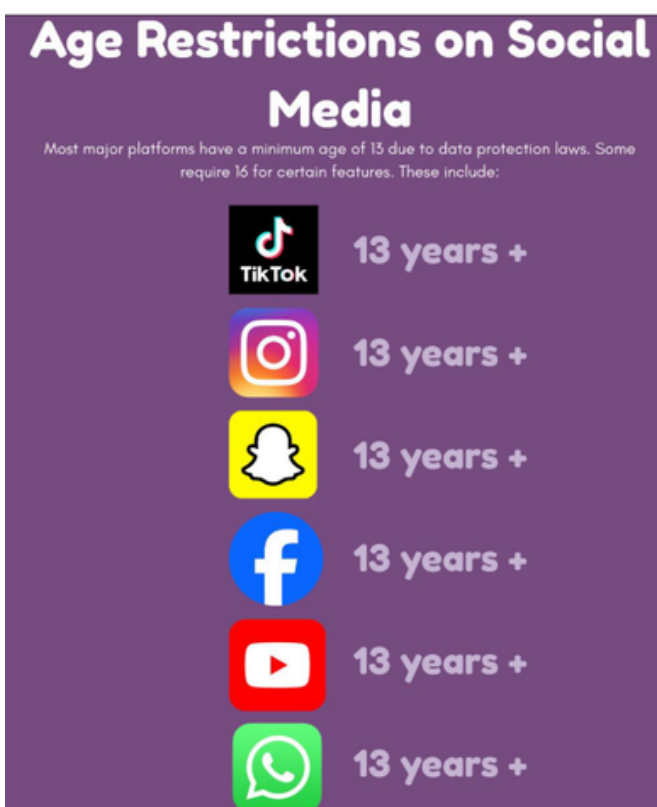 Age Restrictions on Social
Media
Most major platforms have a minimum age of 13 due to data protection laws. Some
require 16 for certain features. These include:
TikTok
13 years +
13 years +
13 years +
13 years +
13 years +
13 years +